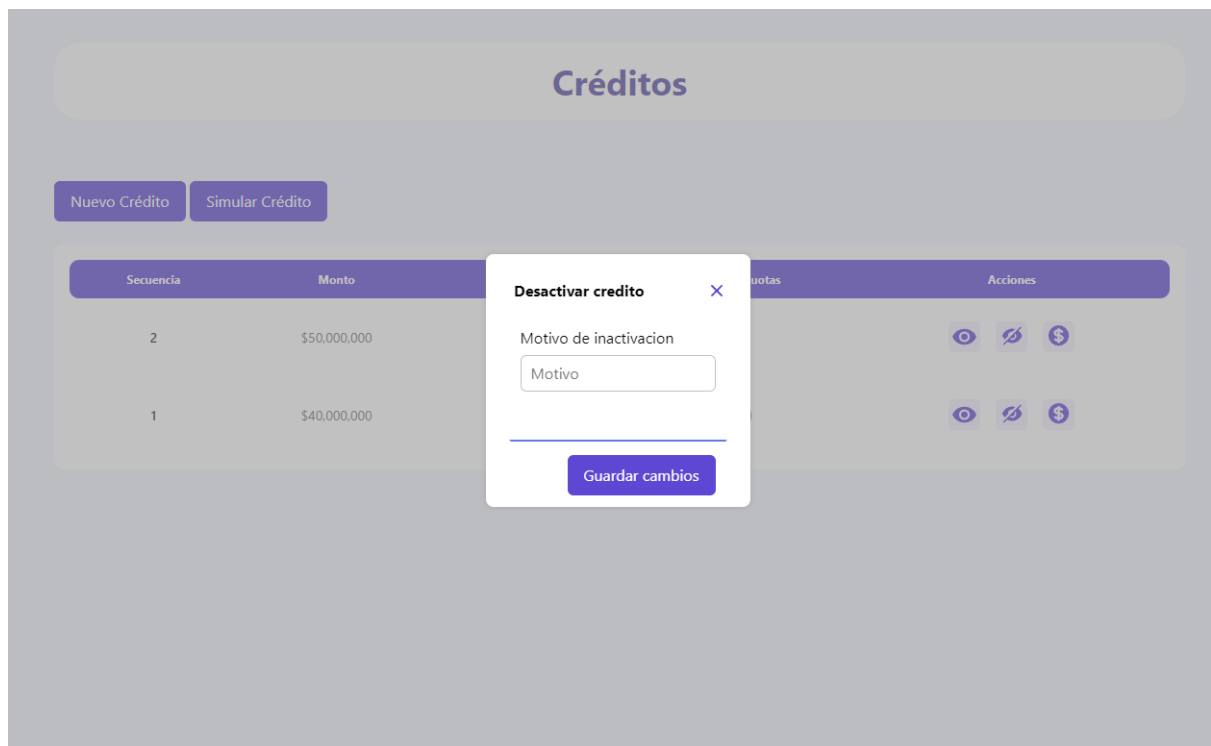 Créditos
Nuevo Crédito Simular Crédito
Secuencia Monto uotas Acciones
Desactivar credito
Motivo de inactivacion
2 $50,000,000
Motivo
1 $40,000,000
Guardar cambios